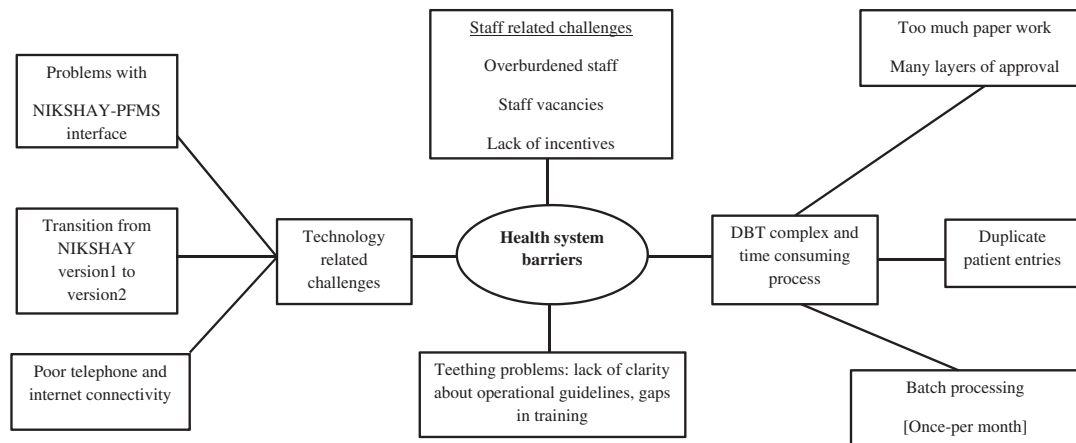 Staff related challenges
Overburdened staff
Staff vacancies
Lack of incentives
Too much paper work
Many layers of approval
Problems with
NIKSHAY-PFMS
interface
Transition from
NIKSHAY
version1 to
version2
Technology
related
challenges
Health system
barriers
DBT complex and
time consuming
process
Duplicate
patient entries
Poor telephone and
internet connectivity
Teething problems: lack of clarity
about operational guidelines, gaps
in training
Batch processing
[Once-per month]